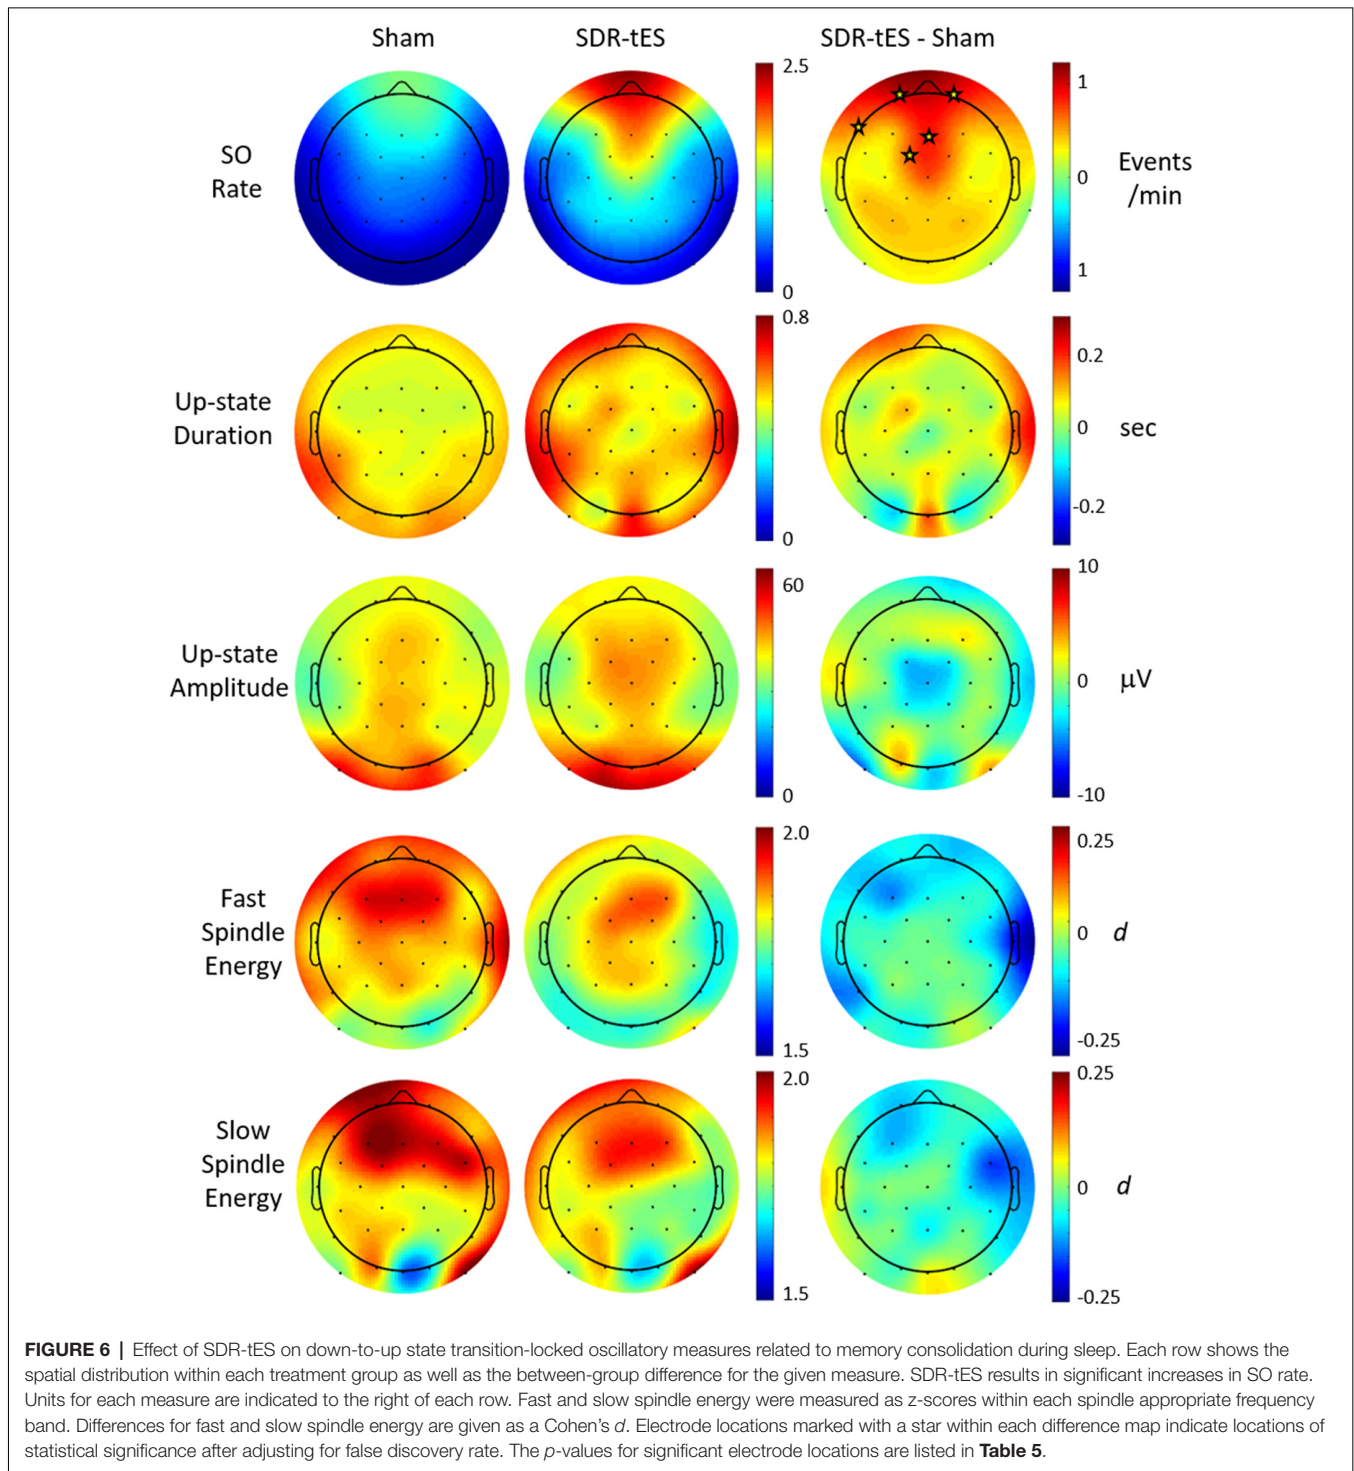 Sham SDR-tES SDR-tES - Sham
SO
Rate
2.5
0
1
0
1
Events
/min
Up-state
Duration
0.8
0
0.2
0
-0.2
sec
Up-state
Amplitude
60
0
10
0
-10
μV
Fast
Spindle
Energy
2.0
1.5
0.25
0
-0.25
d
Slow
Spindle
Energy
2.0
1.5
0.25
0
-0.25
d
FIGURE 6 | Effect of SDR-tES on down-to-up state transition-locked oscillatory measures related to memory consolidation during sleep. Each row shows the
spatial distribution within each treatment group as well as the between-group difference for the given measure. SDR-tES results in significant increases in SO rate.
Units for each measure are indicated to the right of each row. Fast and slow spindle energy were measured as z-scores within each spindle appropriate frequency
band. Differences for fast and slow spindle energy are given as a Cohen's d. Electrode locations marked with a star within each difference map indicate locations of
statistical significance after adjusting for false discovery rate. The p-values for significant electrode locations are listed in Table 5.